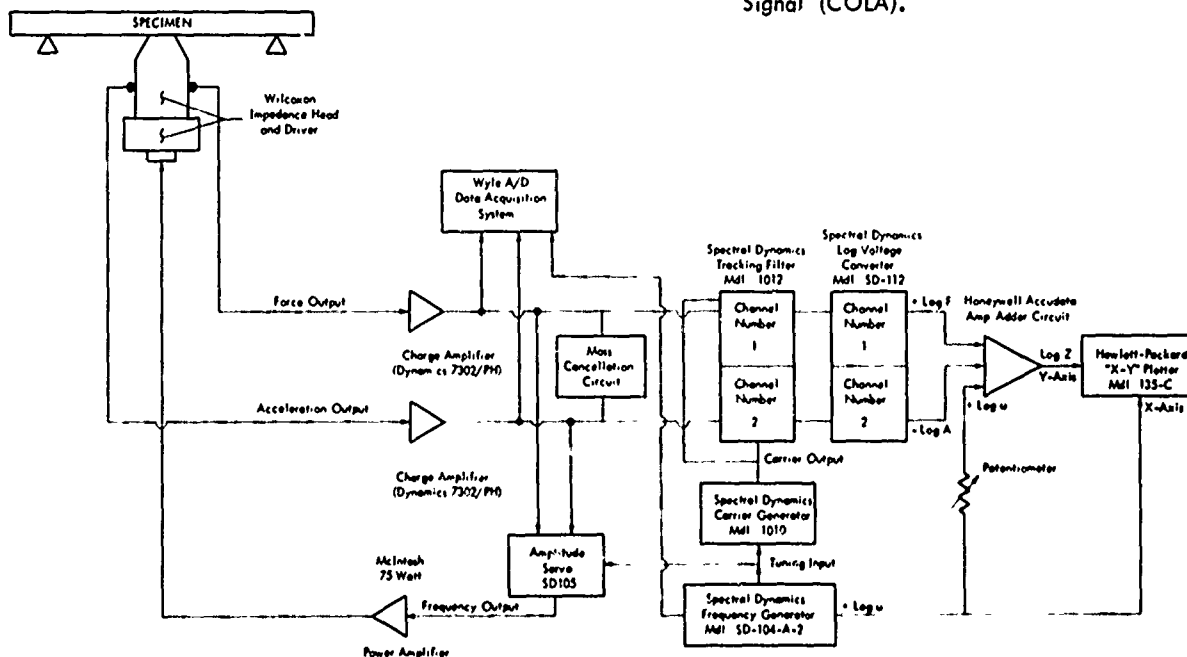 Signal (COLA).
SPECIMEN
Wilcoxon
Impedance Head
and Driver
Wyle A/D
Data Acquisition
System
Spectral Dynamics
Tracking Filter
Mdl 1012
Spectral Dynamics
Log Voltage
Converter
Mdl SD-112
Force Output
Charge Amplifier
(Dynamics 7302/PH)
Mass
Cancellation
Circuit
Channel
Number
1
Channel
Number
1
+ Log F
Honeywell Accudata
Amp Adder Circuit
Log Z
Y-Axis
Hewlett-Packard
"X-Y" Plotter
Mdl 135-C
X-Axis
Acceleration Output
Channel
Number
2
Channel
Number
2
- Log A
+ Log ω
Charge Amplifier
(Dynamics 7302/PH)
Carrier Output
Potentiometer
Spectral Dynamics
Carrier Generator
Mdl 1010
Amplitude
Servo
SD105
Tuning Input
McIntosh
75 Watt
Frequency Output
Power Amplifier
Spectral Dynamics
Frequency Generator
Mdl SD-104-A-2
+ Log ω